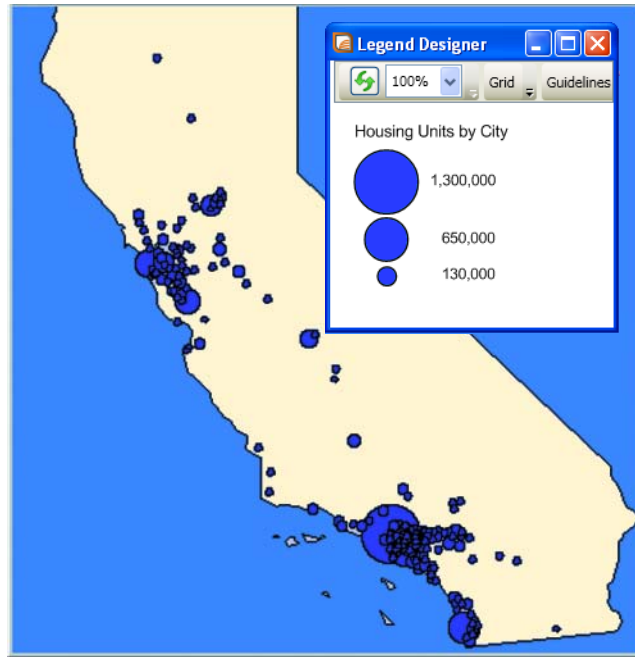 Legend Designer
100% Grid Guidelines
Housing Units by City
1,300,000
650,000
130,000